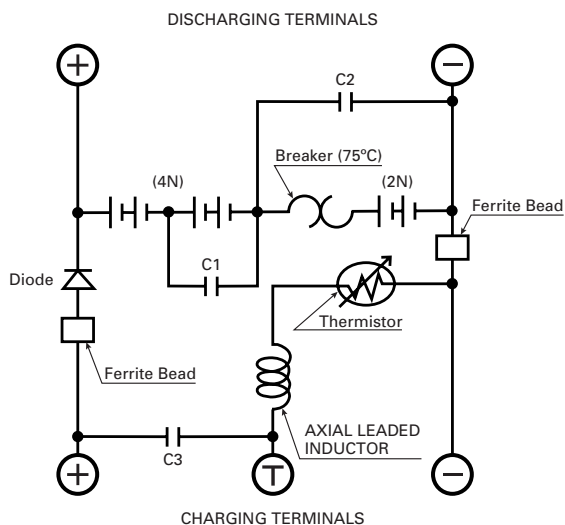 DISCHARGING TERMINALS
+
−
C2
Breaker (75°C)
(4N)
(2N)
Ferrite Bead
C1
Diode
Thermistor
Ferrite Bead
AXIAL LEADED
INDUCTOR
C3
+
T
−
CHARGING TERMINALS